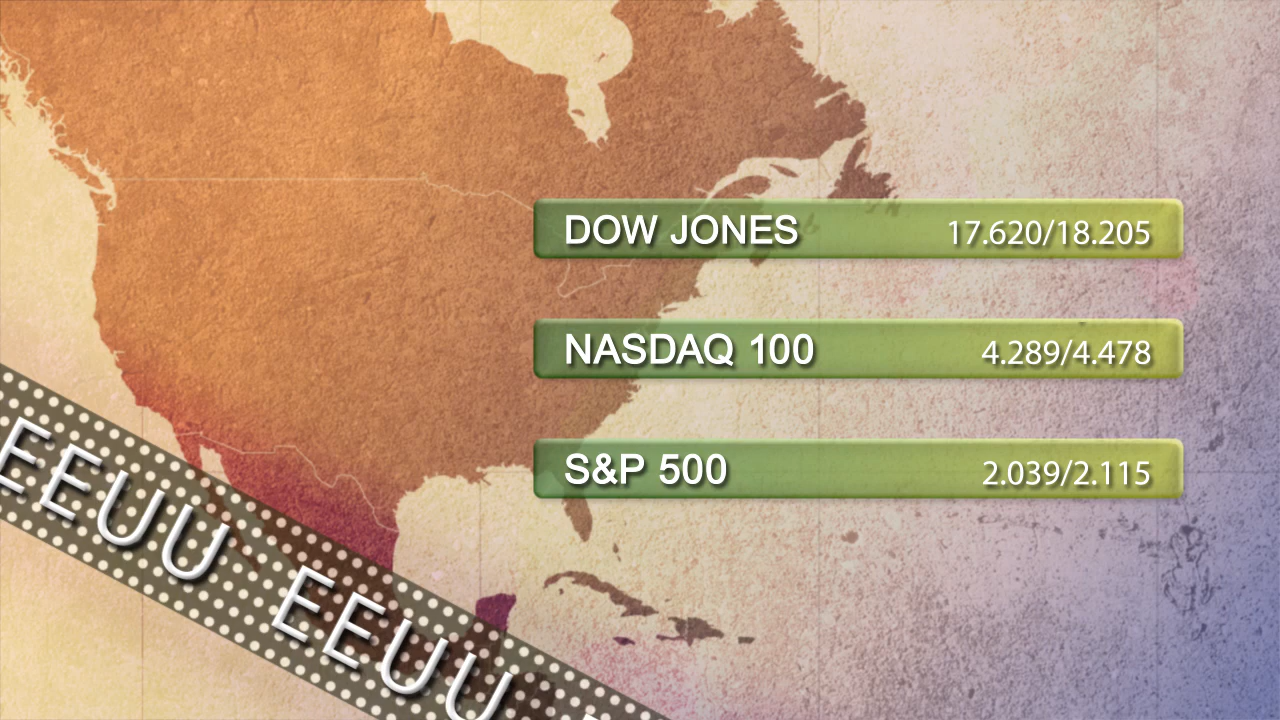 DOW JONES 17.620/18.205
NASDAQ 100 4.289/4.478
S&P 500 2.039/2.115
EEUU EEUU